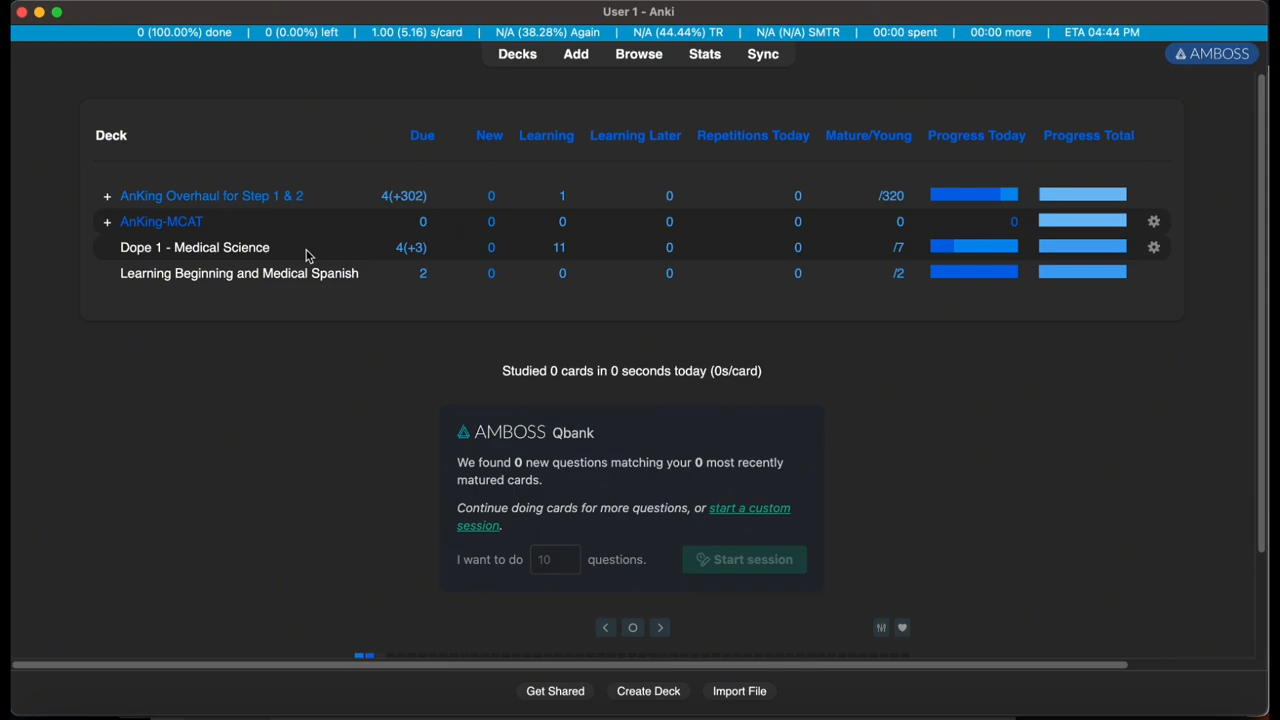 User 1 - Anki
0 (100.00%) done | 0 (0.00%) left | 1.00 (5.16) s/card | N/A (38.28%) Again | N/A (44.44%) TR | N/A (N/A) SMTR | 00:00 spent | 00:00 more | ETA 04:44 PM
Decks Add Browse Stats Sync
AMBOSS
Deck Due New Learning Learning Later Repetitions Today Mature/Young Progress Today Progress Total
+ AnKing Overhaul for Step 1 & 2 4(+302) 0 1 0 0 /320
+ AnKing-MCAT 0 0 0 0 0 0 0
Dope 1 - Medical Science 4(+3) 0 11 0 0 /7
Learning Beginning and Medical Spanish 2 0 0 0 0 /2
Studied 0 cards in 0 seconds today (0s/card)
AMBOSS Qbank
We found 0 new questions matching your 0 most recently
matured cards.
Continue doing cards for more questions, or start a custom
session.
I want to do 10 questions. Start session
Get Shared Create Deck Import File